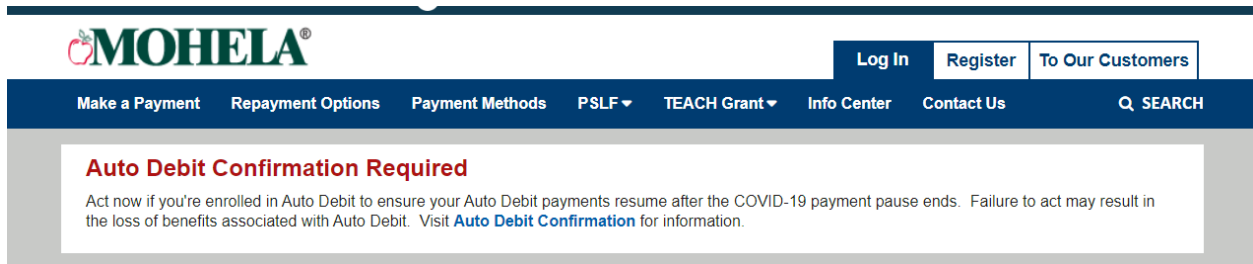 MOHELA®
Log In Register To Our Customers
Make a Payment Repayment Options Payment Methods PSLF TEACH Grant Info Center Contact Us SEARCH
Auto Debit Confirmation Required
Act now if you're enrolled in Auto Debit to ensure your Auto Debit payments resume after the COVID-19 payment pause ends. Failure to act may result in
the loss of benefits associated with Auto Debit. Visit Auto Debit Confirmation for information.